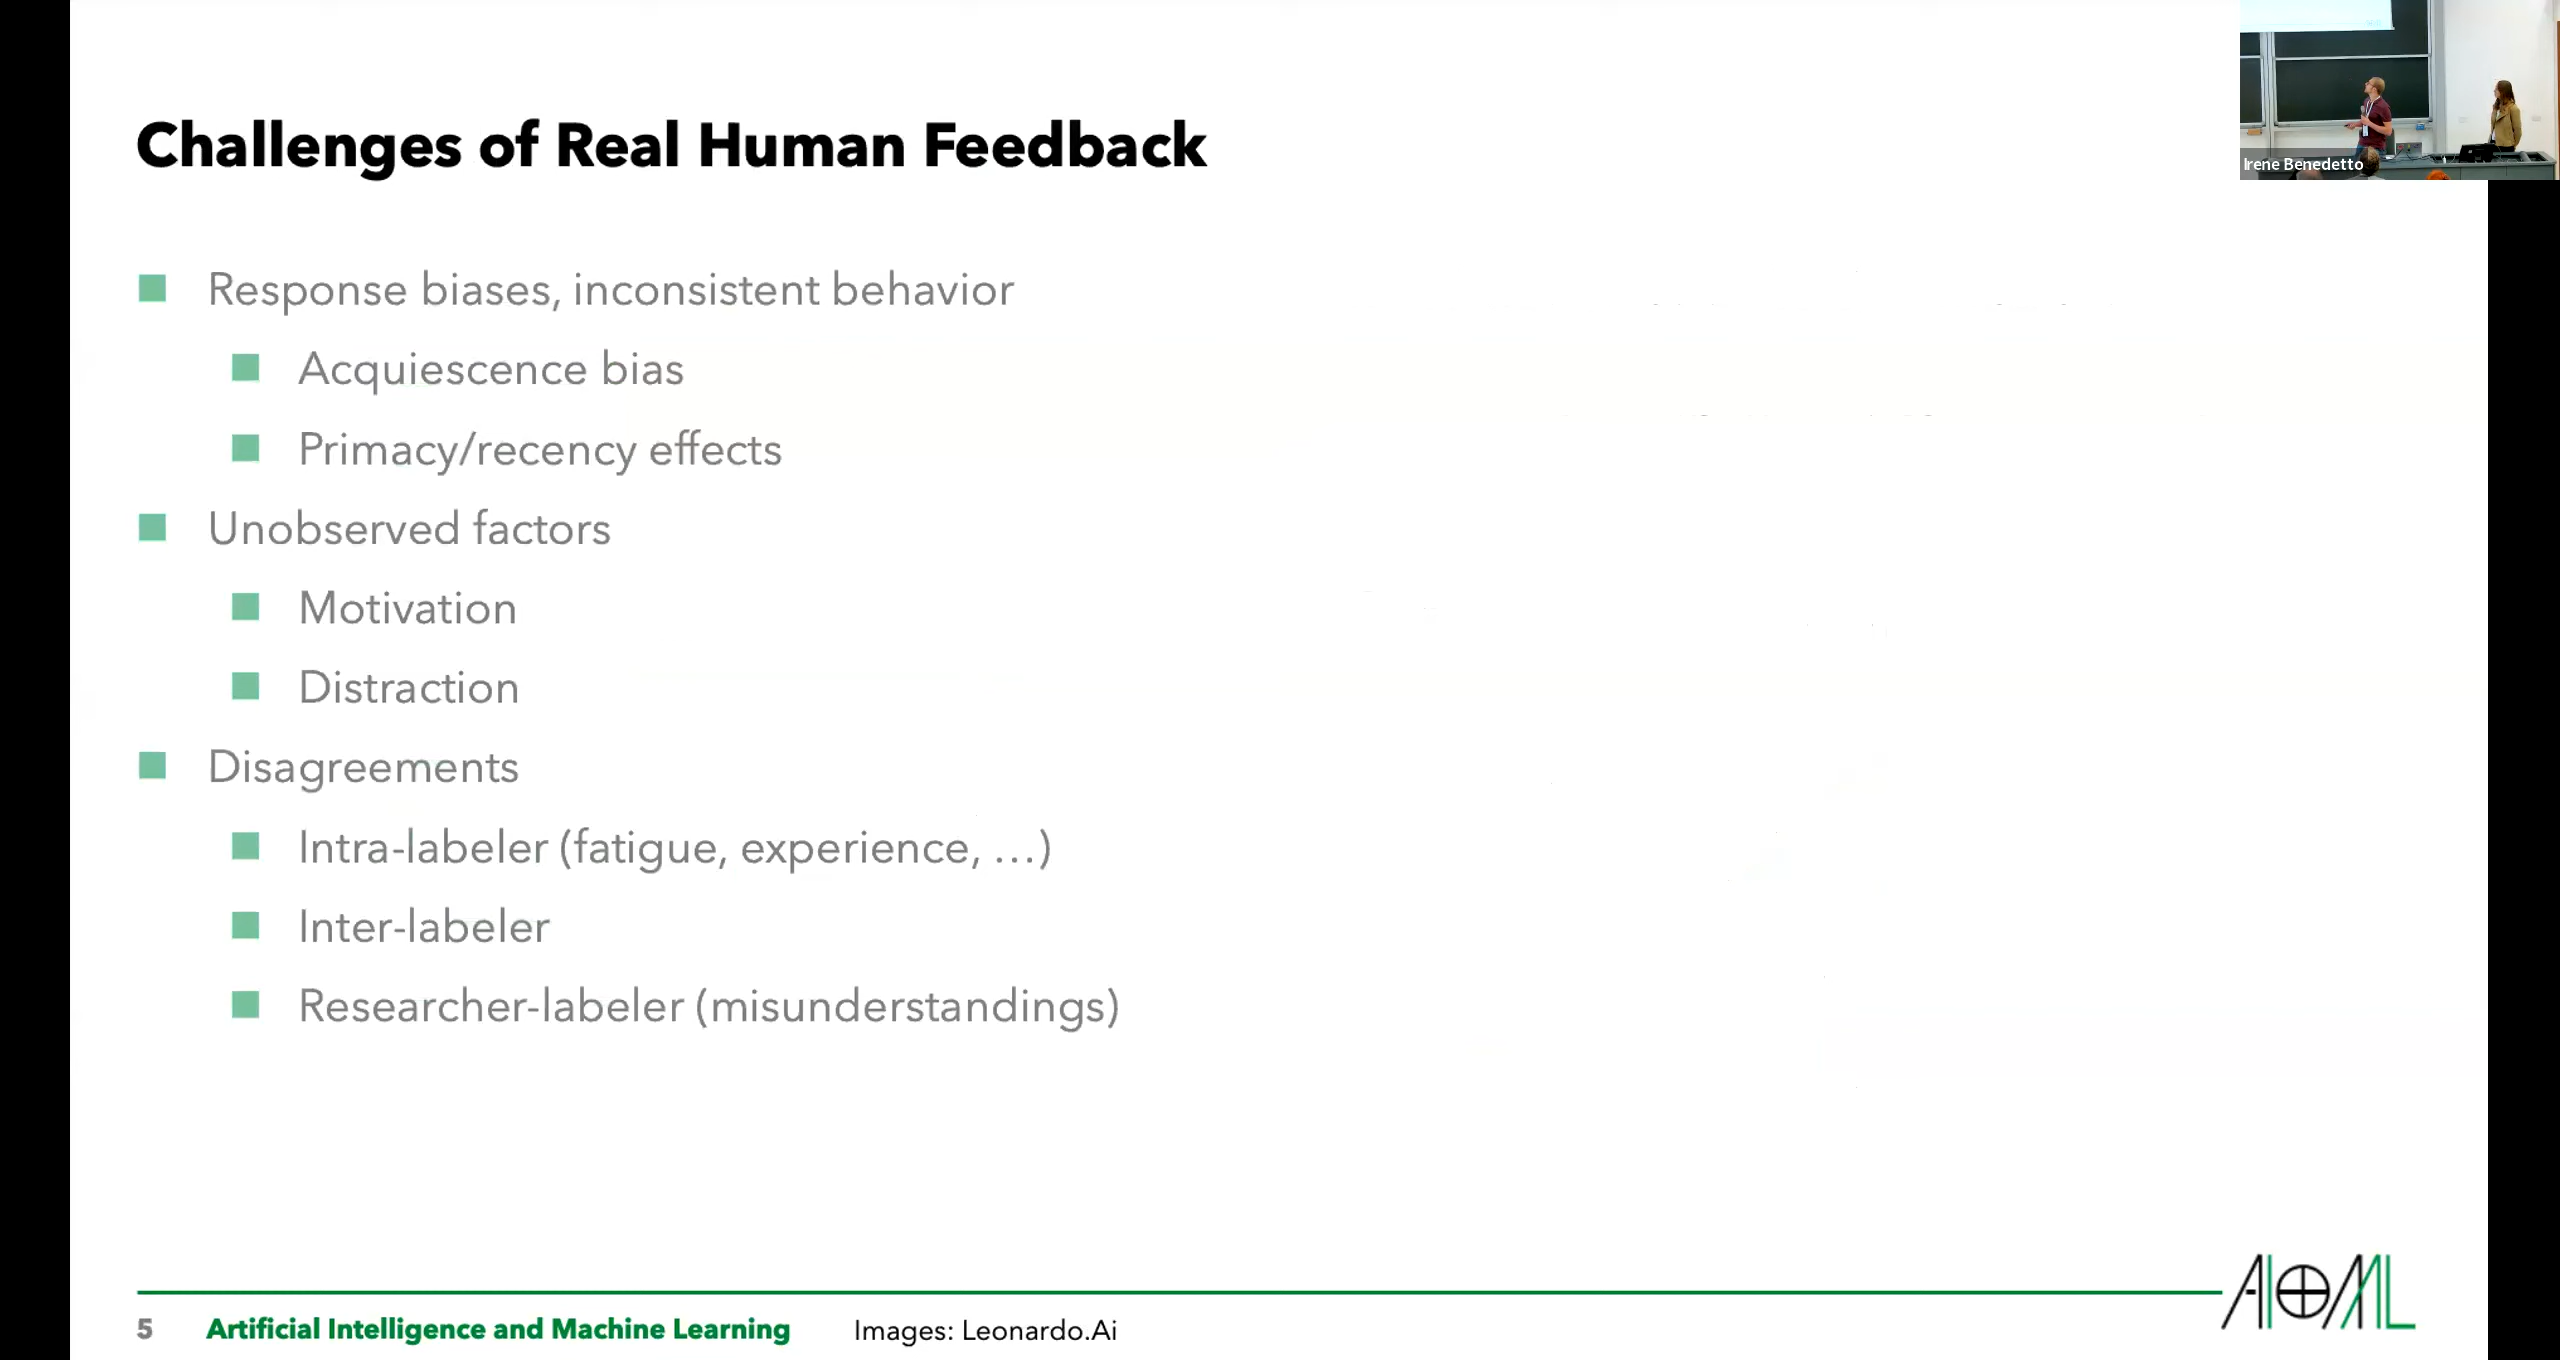 Challenges of Real Human Feedback
Irene Benedetto
Response biases, inconsistent behavior
Acquiescence bias
Primacy/recency effects
Unobserved factors
Motivation
Distraction
Disagreements
Intra-labeler (fatigue, experience, …)
Inter-labeler
Researcher-labeler (misunderstandings)
5 Artificial Intelligence and Machine Learning Images: Leonardo.Ai
AIML